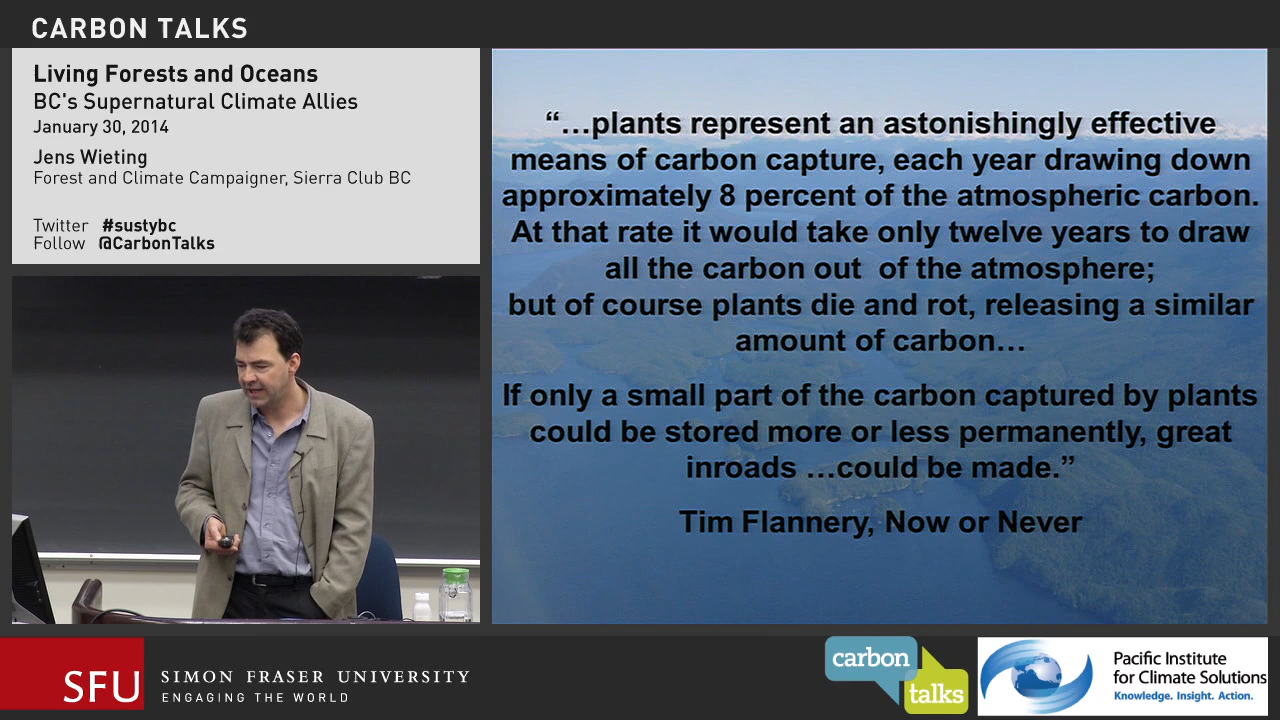 CARBON TALKS
Living Forests and Oceans
BC's Supernatural Climate Allies
January 30, 2014
Jens Wieting
Forest and Climate Campaigner, Sierra Club BC
Twitter #sustybc
Follow @CarbonTalks
“…plants represent an astonishingly effective
means of carbon capture, each year drawing down
approximately 8 percent of the atmospheric carbon.
At that rate it would take only twelve years to draw
all the carbon out of the atmosphere;
but of course plants die and rot, releasing a similar
amount of carbon…
If only a small part of the carbon captured by plants
could be stored more or less permanently, great
inroads …could be made.”
Tim Flannery, Now or Never
SFU
SIMON FRASER UNIVERSITY
ENGAGING THE WORLD
carbon
talks
Pacific Institute
for Climate Solutions
Knowledge. Insight. Action.